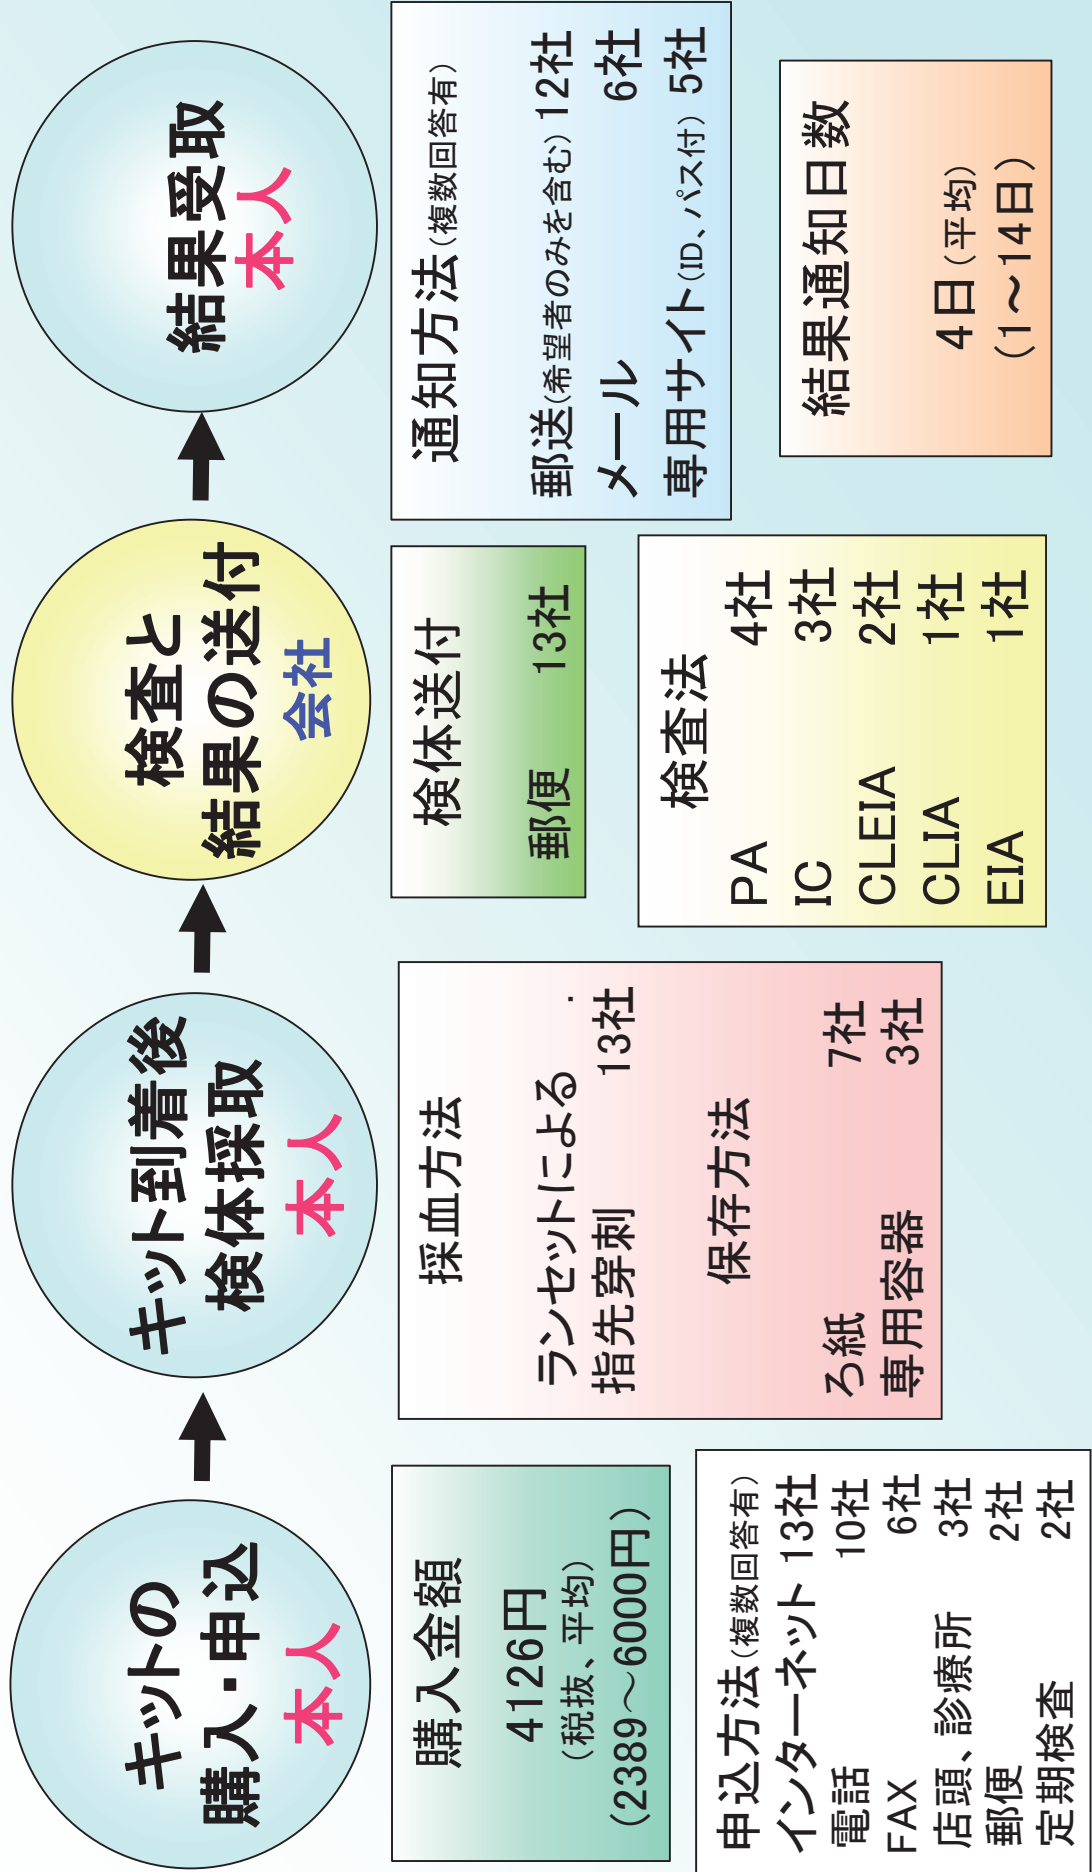 キットの
購入・申込
本人
キット到着後
検体採取
本人
検査と
結果の送付
会社
結果受取
本人
購入金額
4126円
(税抜、平均)
(2389～6000円)
申込方法(複数回答有)
インターネット 13社
電話 10社
FAX 6社
店頭、診療所 3社
郵便 2社
定期検査 2社
採血方法
ランセットによる
指先穿刺 13社
保存方法
ろ紙 7社
専用容器 3社
検体送付
郵便 13社
検査法
PA 4社
IC 3社
CLEIA 2社
CLIA 1社
EIA 1社
通知方法(複数回答有)
郵送(希望者のみを含む) 12社
メール 6社
専用サイト(ID、パス付) 5社
結果通知日数
4日(平均)
(1～14日)